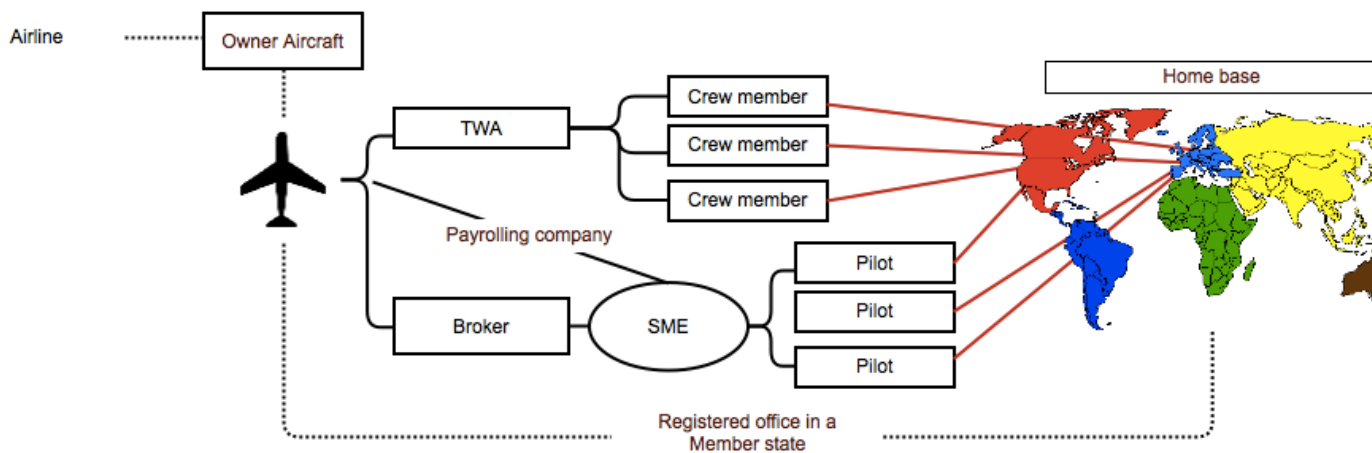 Airline
Owner Aircraft
Home base
Crew member
TWA
Crew member
Crew member
Payrolling company
Pilot
Pilot
Broker
SME
Pilot
Registered office in a
Member state